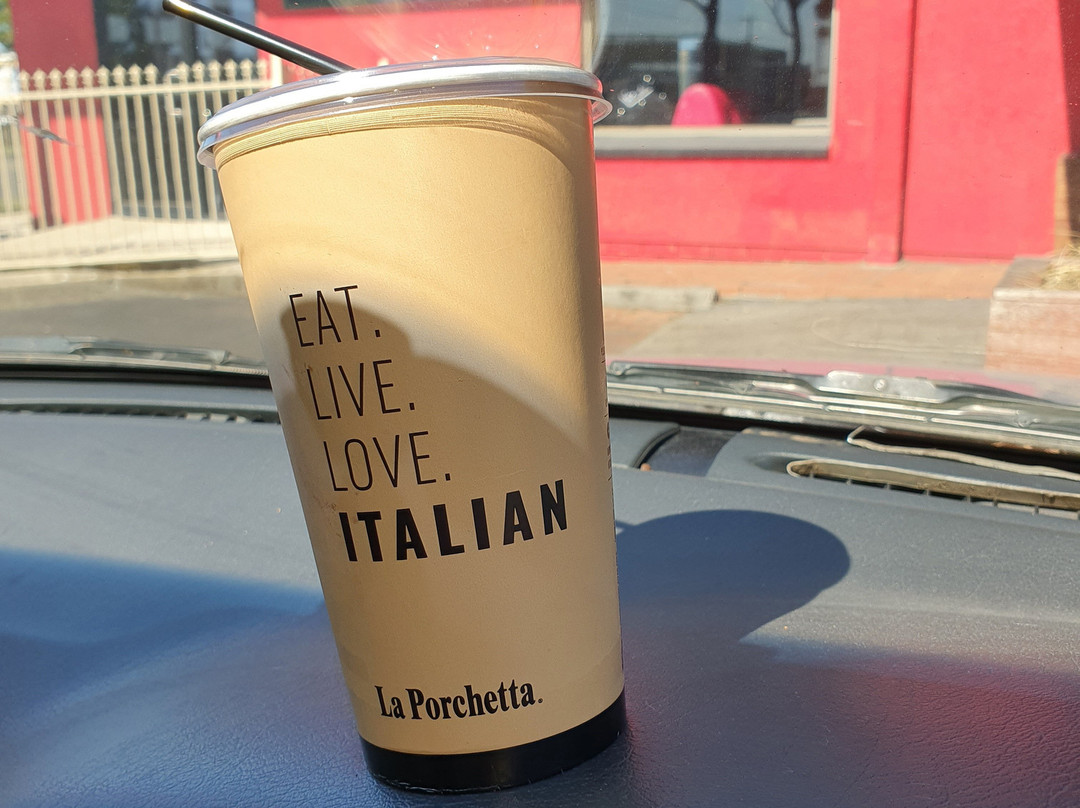 EAT.
LIVE.
LOVE.
ITALIAN
La Porchetta.